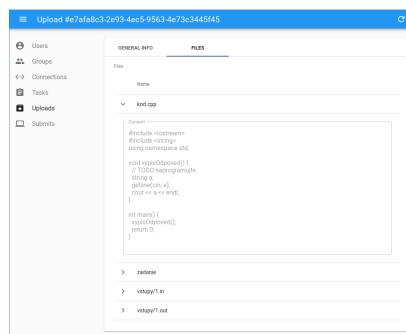 Upload #e7afa8c3-2e93-4ec5-9563-4e73c3445f45
Users
Groups
Connections
Tasks
Uploads
Submits
GENERAL INFO
FILES
Files
Name
kod.cpp
Content
#include <iostream>
#include <string>
using namespace std;
void vypisOdpoved() {
// TODO naprogramujte
string a;
getline(cin, a);
cout << a << endl;
}
int main() {
vypisOdpoved();
return 0;
}
zadanie
vstupy/1.in
vstupy/1.out